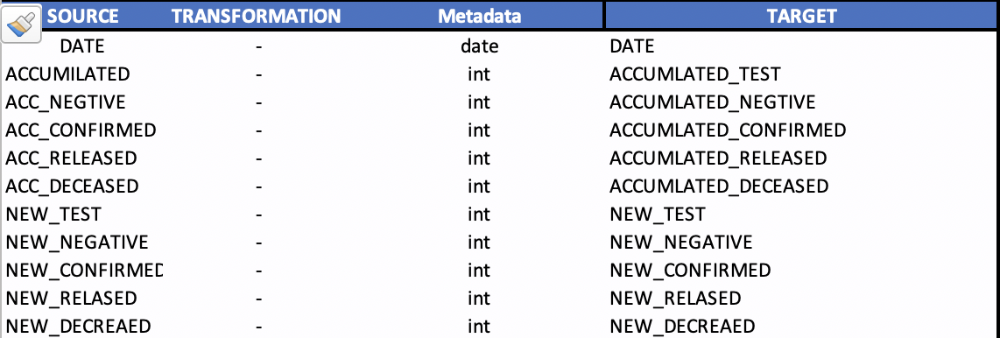 SOURCE TRANSFORMATION Metadata TARGET
DATE - date DATE
ACCUMILATED - int ACCUMLATED_TEST
ACC_NEGTIVE - int ACCUMLATED_NEGTIVE
ACC_CONFIRMED - int ACCUMLATED_CONFIRMED
ACC_RELEASED - int ACCUMLATED_RELEASED
ACC_DECEASED - int ACCUMLATED_DECEASED
NEW_TEST - int NEW_TEST
NEW_NEGATIVE - int NEW_NEGATIVE
NEW_CONFIRMED - int NEW_CONFIRMED
NEW_RELASED - int NEW_RELASED
NEW_DECREAED - int NEW_DECREAED